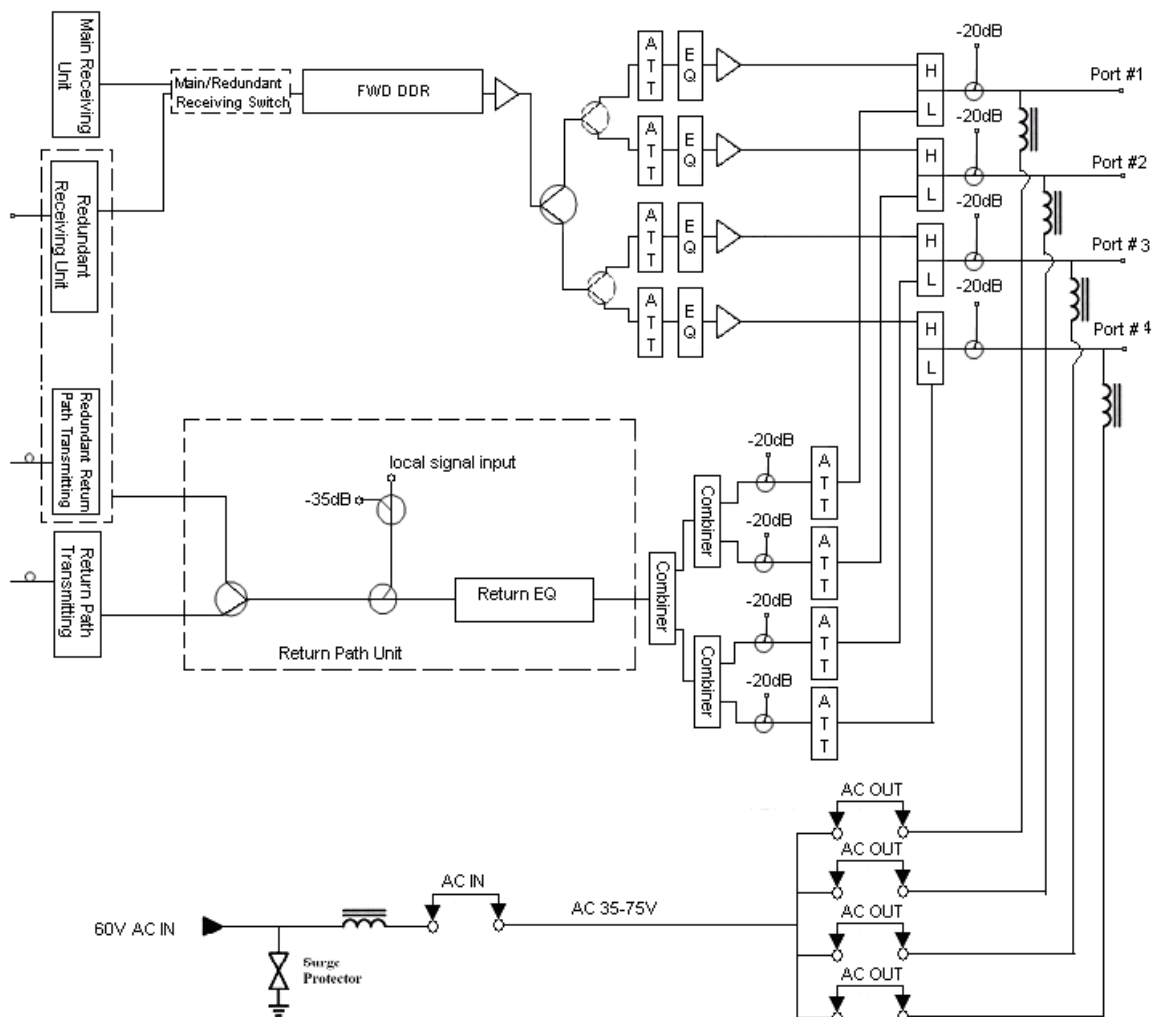 Main Receiving
Unit
Main/Redundant
Receiving Switch
FWD DDR
A
T
T
E
Q
H
L
-20dB
Port #1
A
T
T
E
Q
H
L
-20dB
Port #2
Redundant
Receiving Unit
A
T
T
E
Q
H
L
-20dB
Port # 3
A
T
T
E
Q
H
L
-20dB
Port # 4
Redundant Return
Path Transmitting
Return Path
Transmitting
local signal input
-35dB
Return EQ
Return Path Unit
Combiner
Combiner
Combiner
-20dB
A
T
T
-20dB
A
T
T
-20dB
A
T
T
-20dB
A
T
T
60V AC IN
Surge
Protector
AC IN
AC 35-75V
AC OUT
AC OUT
AC OUT
AC OUT